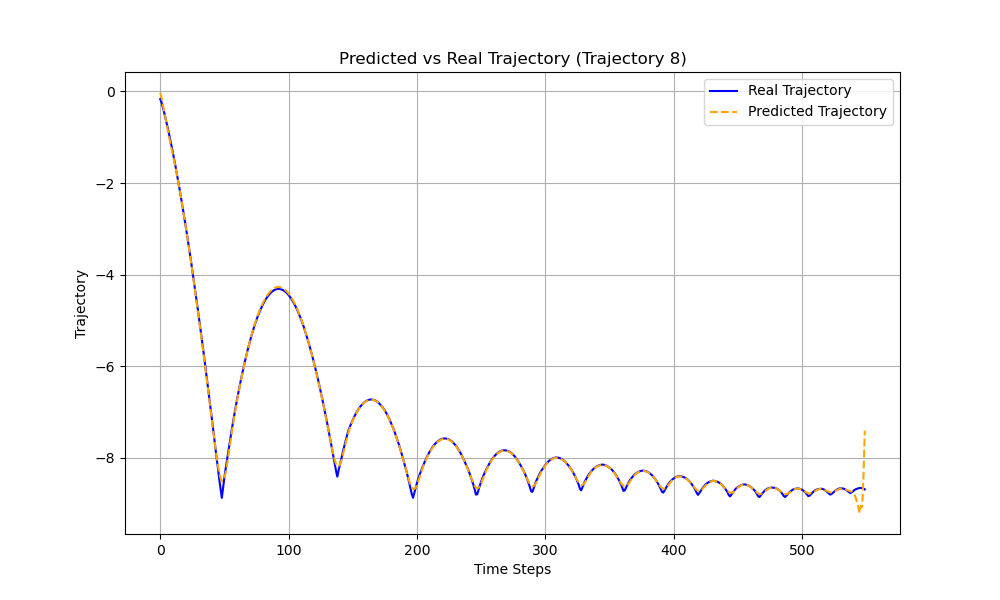 Predicted vs Real Trajectory (Trajectory 8)
Real Trajectory
Predicted Trajectory
0
−2
−4
−6
−8
Trajectory
0 100 200 300 400 500
Time Steps